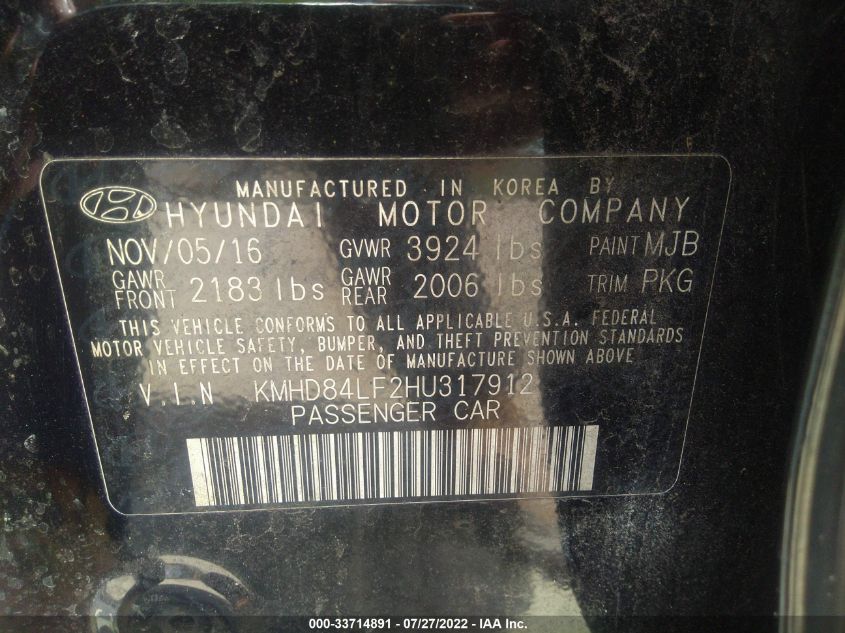 MANUFACTURED IN KOREA BY
HYUNDAI MOTOR COMPANY
NOV/05/16 GVWR 3924 lbs PAINT MJB
GAWR FRONT 2183 lbs GAWR REAR 2006 lbs TRIM PKG
THIS VEHICLE CONFORMS TO ALL APPLICABLE U.S.A. FEDERAL
MOTOR VEHICLE SAFETY, BUMPER, AND THEFT PREVENTION STANDARDS
IN EFFECT ON THE DATE OF MANUFACTURE SHOWN ABOVE
V.I.N KMHD84LF2HU317912
PASSENGER CAR
000-33714891 - 07/27/2022 - IAA Inc.